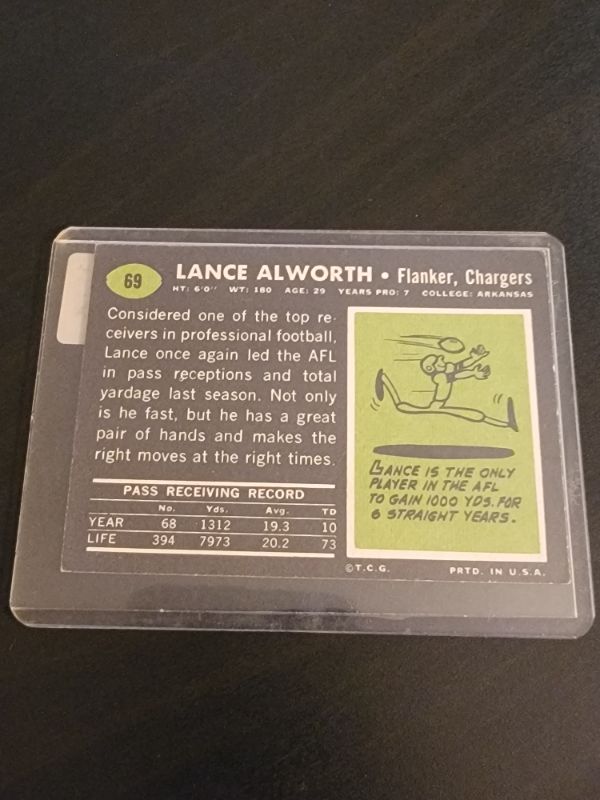 69
LANCE ALWORTH • Flanker, Chargers
HT: 6'0" WT: 180 AGE: 29 YEARS PRO: 7 COLLEGE: ARKANSAS
Considered one of the top re-
ceivers in professional football,
Lance once again led the AFL
in pass receptions and total
yardage last season. Not only
is he fast, but he has a great
pair of hands and makes the
right moves at the right times.
PASS RECEIVING RECORD
No. Yds. Avg. TD
YEAR 68 1312 19.3 10
LIFE 394 7973 20.2 73
LANCE IS THE ONLY
PLAYER IN THE AFL
TO GAIN 1000 YDS. FOR
6 STRAIGHT YEARS.
©T.C.G. PRTD. IN U.S.A.